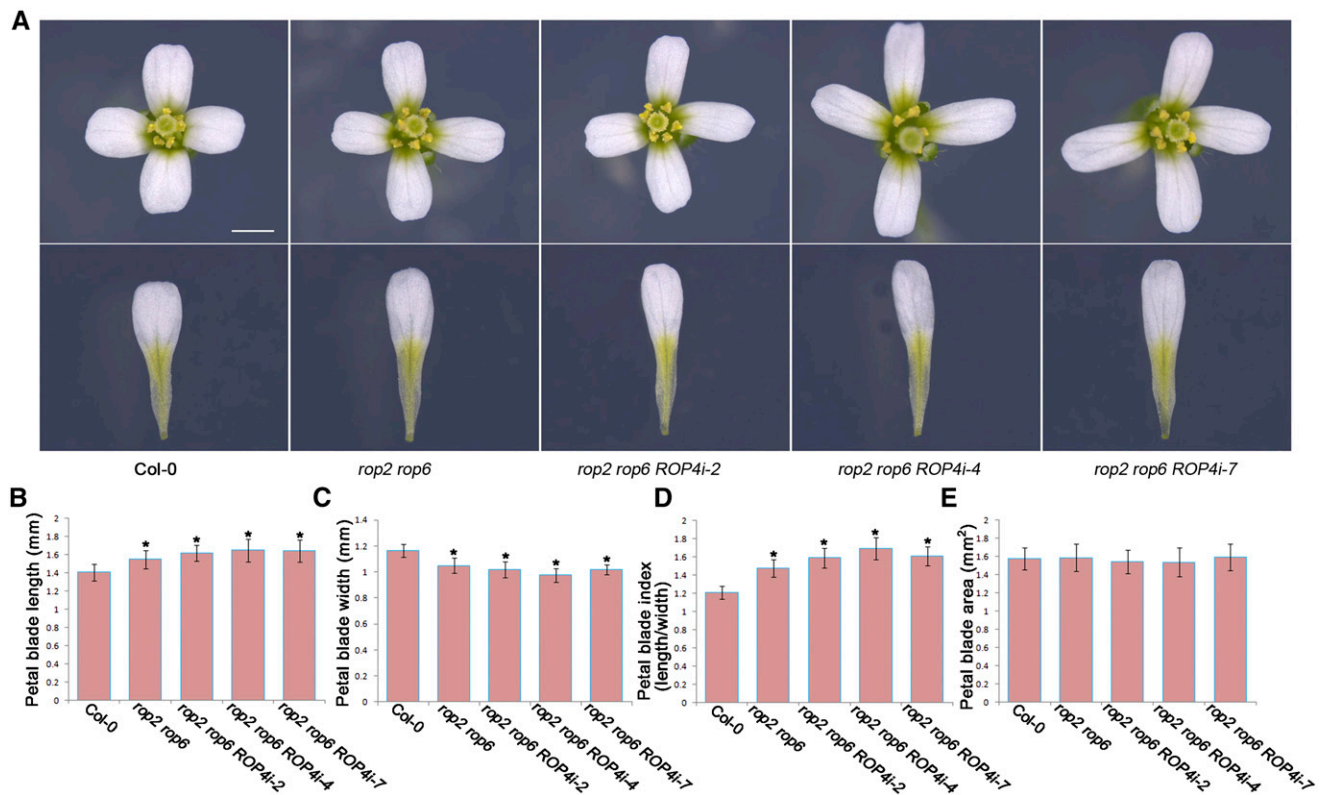 A
Col-0
rop2 rop6
rop2 rop6 ROP4i-2
rop2 rop6 ROP4i-4
rop2 rop6 ROP4i-7
B
Petal blade length (mm)
2
1.8
1.6
1.4
1.2
1
0.8
0.6
0.4
0.2
0
* * * *
Col-0
rop2 rop6
rop2 rop6 ROP4i-2
rop2 rop6 ROP4i-4
rop2 rop6 ROP4i-7
C
Petal blade width (mm)
1.4
1.2
1
0.8
0.6
0.4
0.2
0
* * * *
Col-0
rop2 rop6
rop2 rop6 ROP4i-2
rop2 rop6 ROP4i-4
rop2 rop6 ROP4i-7
D
Petal blade index
(length/width)
2
1.8
1.6
1.4
1.2
1
0.8
0.6
0.4
0.2
0
* * * *
Col-0
rop2 rop6
rop2 rop6 ROP4i-2
rop2 rop6 ROP4i-4
rop2 rop6 ROP4i-7
E
Petal blade area (mm²)
2
1.8
1.6
1.4
1.2
1
0.8
0.6
0.4
0.2
0
Col-0
rop2 rop6
rop2 rop6 ROP4i-2
rop2 rop6 ROP4i-4
rop2 rop6 ROP4i-7